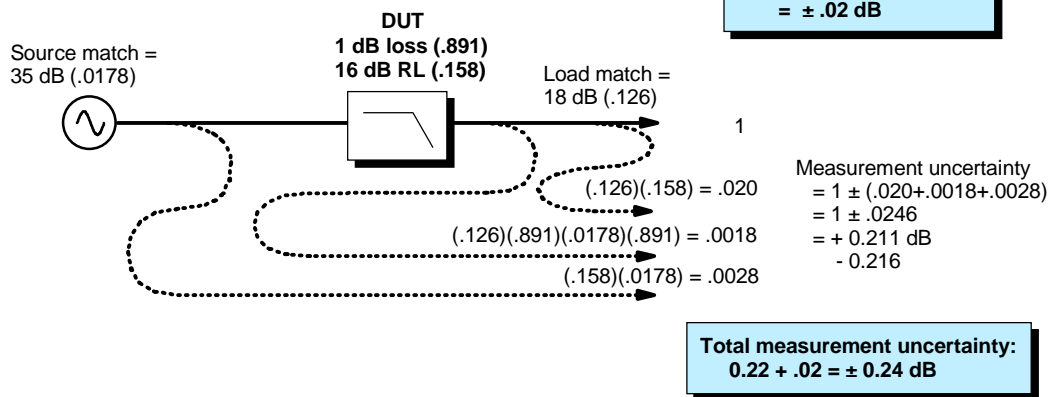 = ± .02 dB
DUT
1 dB loss (.891)
16 dB RL (.158)
Source match =
35 dB (.0178)
Load match =
18 dB (.126)
1
(.126)(.158) = .020
(.126)(.891)(.0178)(.891) = .0018
(.158)(.0178) = .0028
Measurement uncertainty
= 1 ± (.020+.0018+.0028)
= 1 ± .0246
= + 0.211 dB
- 0.216
Total measurement uncertainty:
0.22 + .02 = ± 0.24 dB